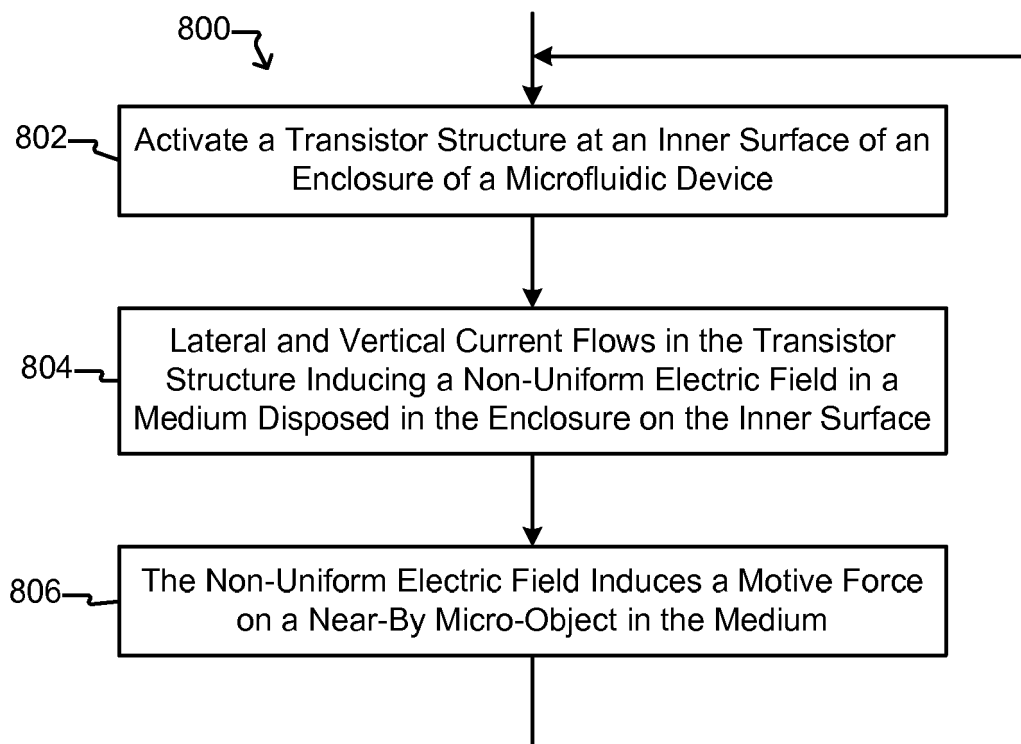 800
802
Activate a Transistor Structure at an Inner Surface of an
Enclosure of a Microfluidic Device
804
Lateral and Vertical Current Flows in the Transistor
Structure Inducing a Non-Uniform Electric Field in a
Medium Disposed in the Enclosure on the Inner Surface
806
The Non-Uniform Electric Field Induces a Motive Force
on a Near-By Micro-Object in the Medium